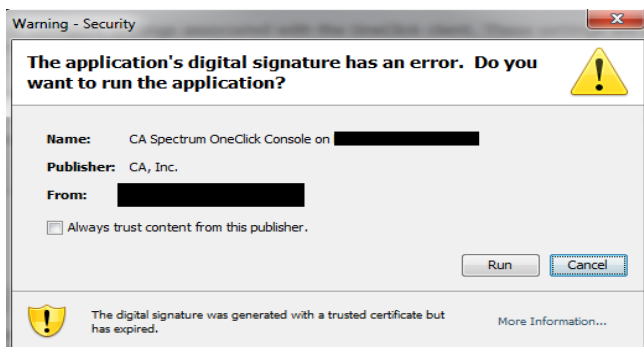 Warning - Security
The application's digital signature has an error. Do you
want to run the application?
Name: CA Spectrum OneClick Console on
Publisher: CA, Inc.
From:
Always trust content from this publisher.
Run Cancel
The digital signature was generated with a trusted certificate but
has expired.
More Information...